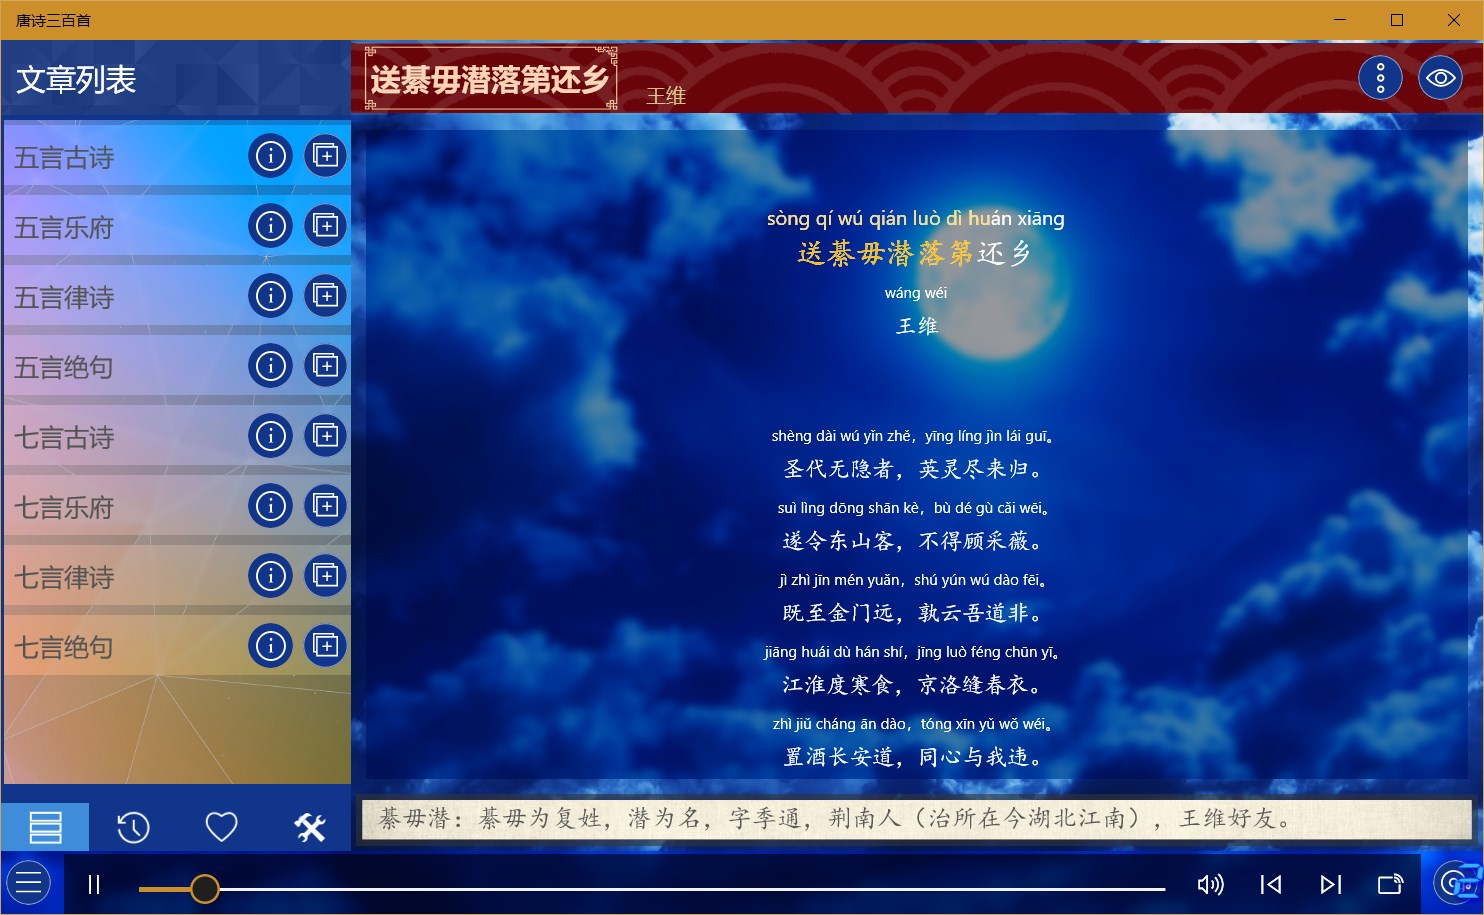 唐诗三百首
文章列表
五言古诗
五言乐府
五言律诗
五言绝句
七言古诗
七言乐府
七言律诗
七言绝句
送綦毋潜落第还乡
王维
sòng qí wú qián luò dì huán xiāng
送綦毋潜落第还乡
wáng wéi
王维
shèng dài wú yǐn zhě，yīng líng jìn lái guī。
圣代无隐者，英灵尽来归。
suì lìng dōng shān kè，bù dé gù cǎi wēi。
遂令东山客，不得顾采薇。
jì zhì jīn mén yuǎn，shú yún wú dào fēi。
既至金门远，孰云吾道非。
jiāng huái dù hán shí，jīng luò féng chūn yī。
江淮度寒食，京洛缝春衣。
zhì jiǔ cháng ān dào，tóng xīn yǔ wǒ wéi。
置酒长安道，同心与我违。
綦毋潜：綦毋为复姓，潜为名，字季通，荆南人（治所在今湖北江南），王维好友。